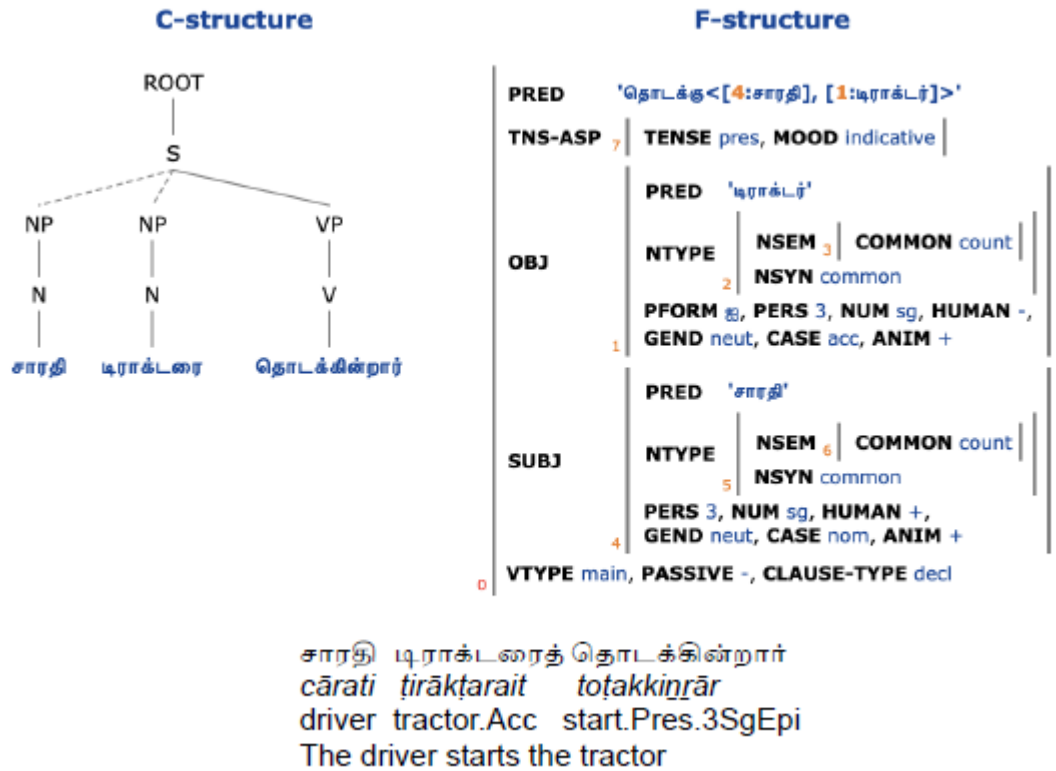 C-structure
ROOT
S
NP NP VP
N N V
சாரதி டிராக்டரை தொடக்கின்றார்
F-structure
PRED 'தொடக்கு<[4:சாரதி], [1:டிராக்டர்]>'
TNS-ASP 7 TENSE pres, MOOD indicative
OBJ
PRED 'டிராக்டர்'
NTYPE
NSEM 3 COMMON count
2 NSYN common
PFORM ஐ, PERS 3, NUM sg, HUMAN -,
1 GEND neut, CASE acc, ANIM +
SUBJ
PRED 'சாரதி'
NTYPE
NSEM 6 COMMON count
5 NSYN common
PERS 3, NUM sg, HUMAN +,
4 GEND neut, CASE nom, ANIM +
0 VTYPE main, PASSIVE -, CLAUSE-TYPE decl
சாரதி டிராக்டரைத் தொடக்கின்றார்
cārati ṭirākṭarait toṭakkiṉṟār
driver tractor.Acc start.Pres.3SgEpi
The driver starts the tractor